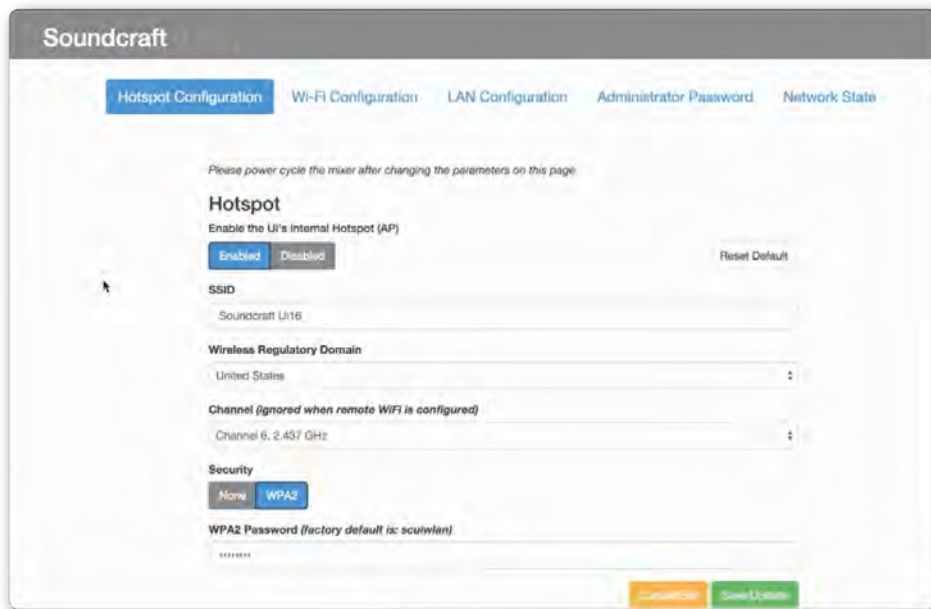 Soundcraft
Hotspot Configuration Wi-Fi Configuration LAN Configuration Administrator Password Network State
Please power cycle the mixer after changing the parameters on this page
Hotspot
Enable the Ui's internal Hotspot (AP)
Enabled Disabled Reset Default
SSID
Soundcraft Ui16
Wireless Regulatory Domain
United States
Channel (ignored when remote WiFi is configured)
Channel 6, 2.437 GHz
Security
None WPA2
WPA2 Password (factory default is: scuiwlan)
********
Save/Update